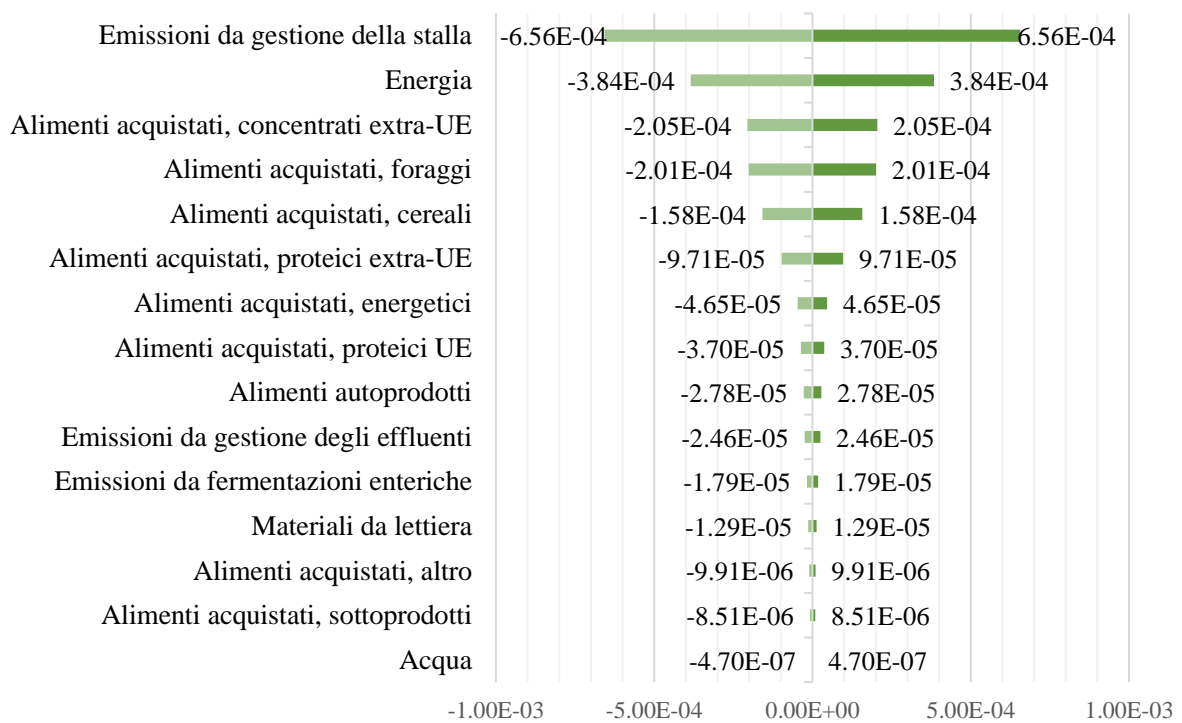 Emissioni da gestione della stalla -6.56E-04 6.56E-04
Energia -3.84E-04 3.84E-04
Alimenti acquistati, concentrati extra-UE -2.05E-04 2.05E-04
Alimenti acquistati, foraggi -2.01E-04 2.01E-04
Alimenti acquistati, cereali -1.58E-04 1.58E-04
Alimenti acquistati, proteici extra-UE -9.71E-05 9.71E-05
Alimenti acquistati, energetici -4.65E-05 4.65E-05
Alimenti acquistati, proteici UE -3.70E-05 3.70E-05
Alimenti autoprodotti -2.78E-05 2.78E-05
Emissioni da gestione degli effluenti -2.46E-05 2.46E-05
Emissioni da fermentazioni enteriche -1.79E-05 1.79E-05
Materiali da lettiera -1.29E-05 1.29E-05
Alimenti acquistati, altro -9.91E-06 9.91E-06
Alimenti acquistati, sottoprodotti -8.51E-06 8.51E-06
Acqua -4.70E-07 4.70E-07
-1.00E-03 -5.00E-04 0.00E+00 5.00E-04 1.00E-03